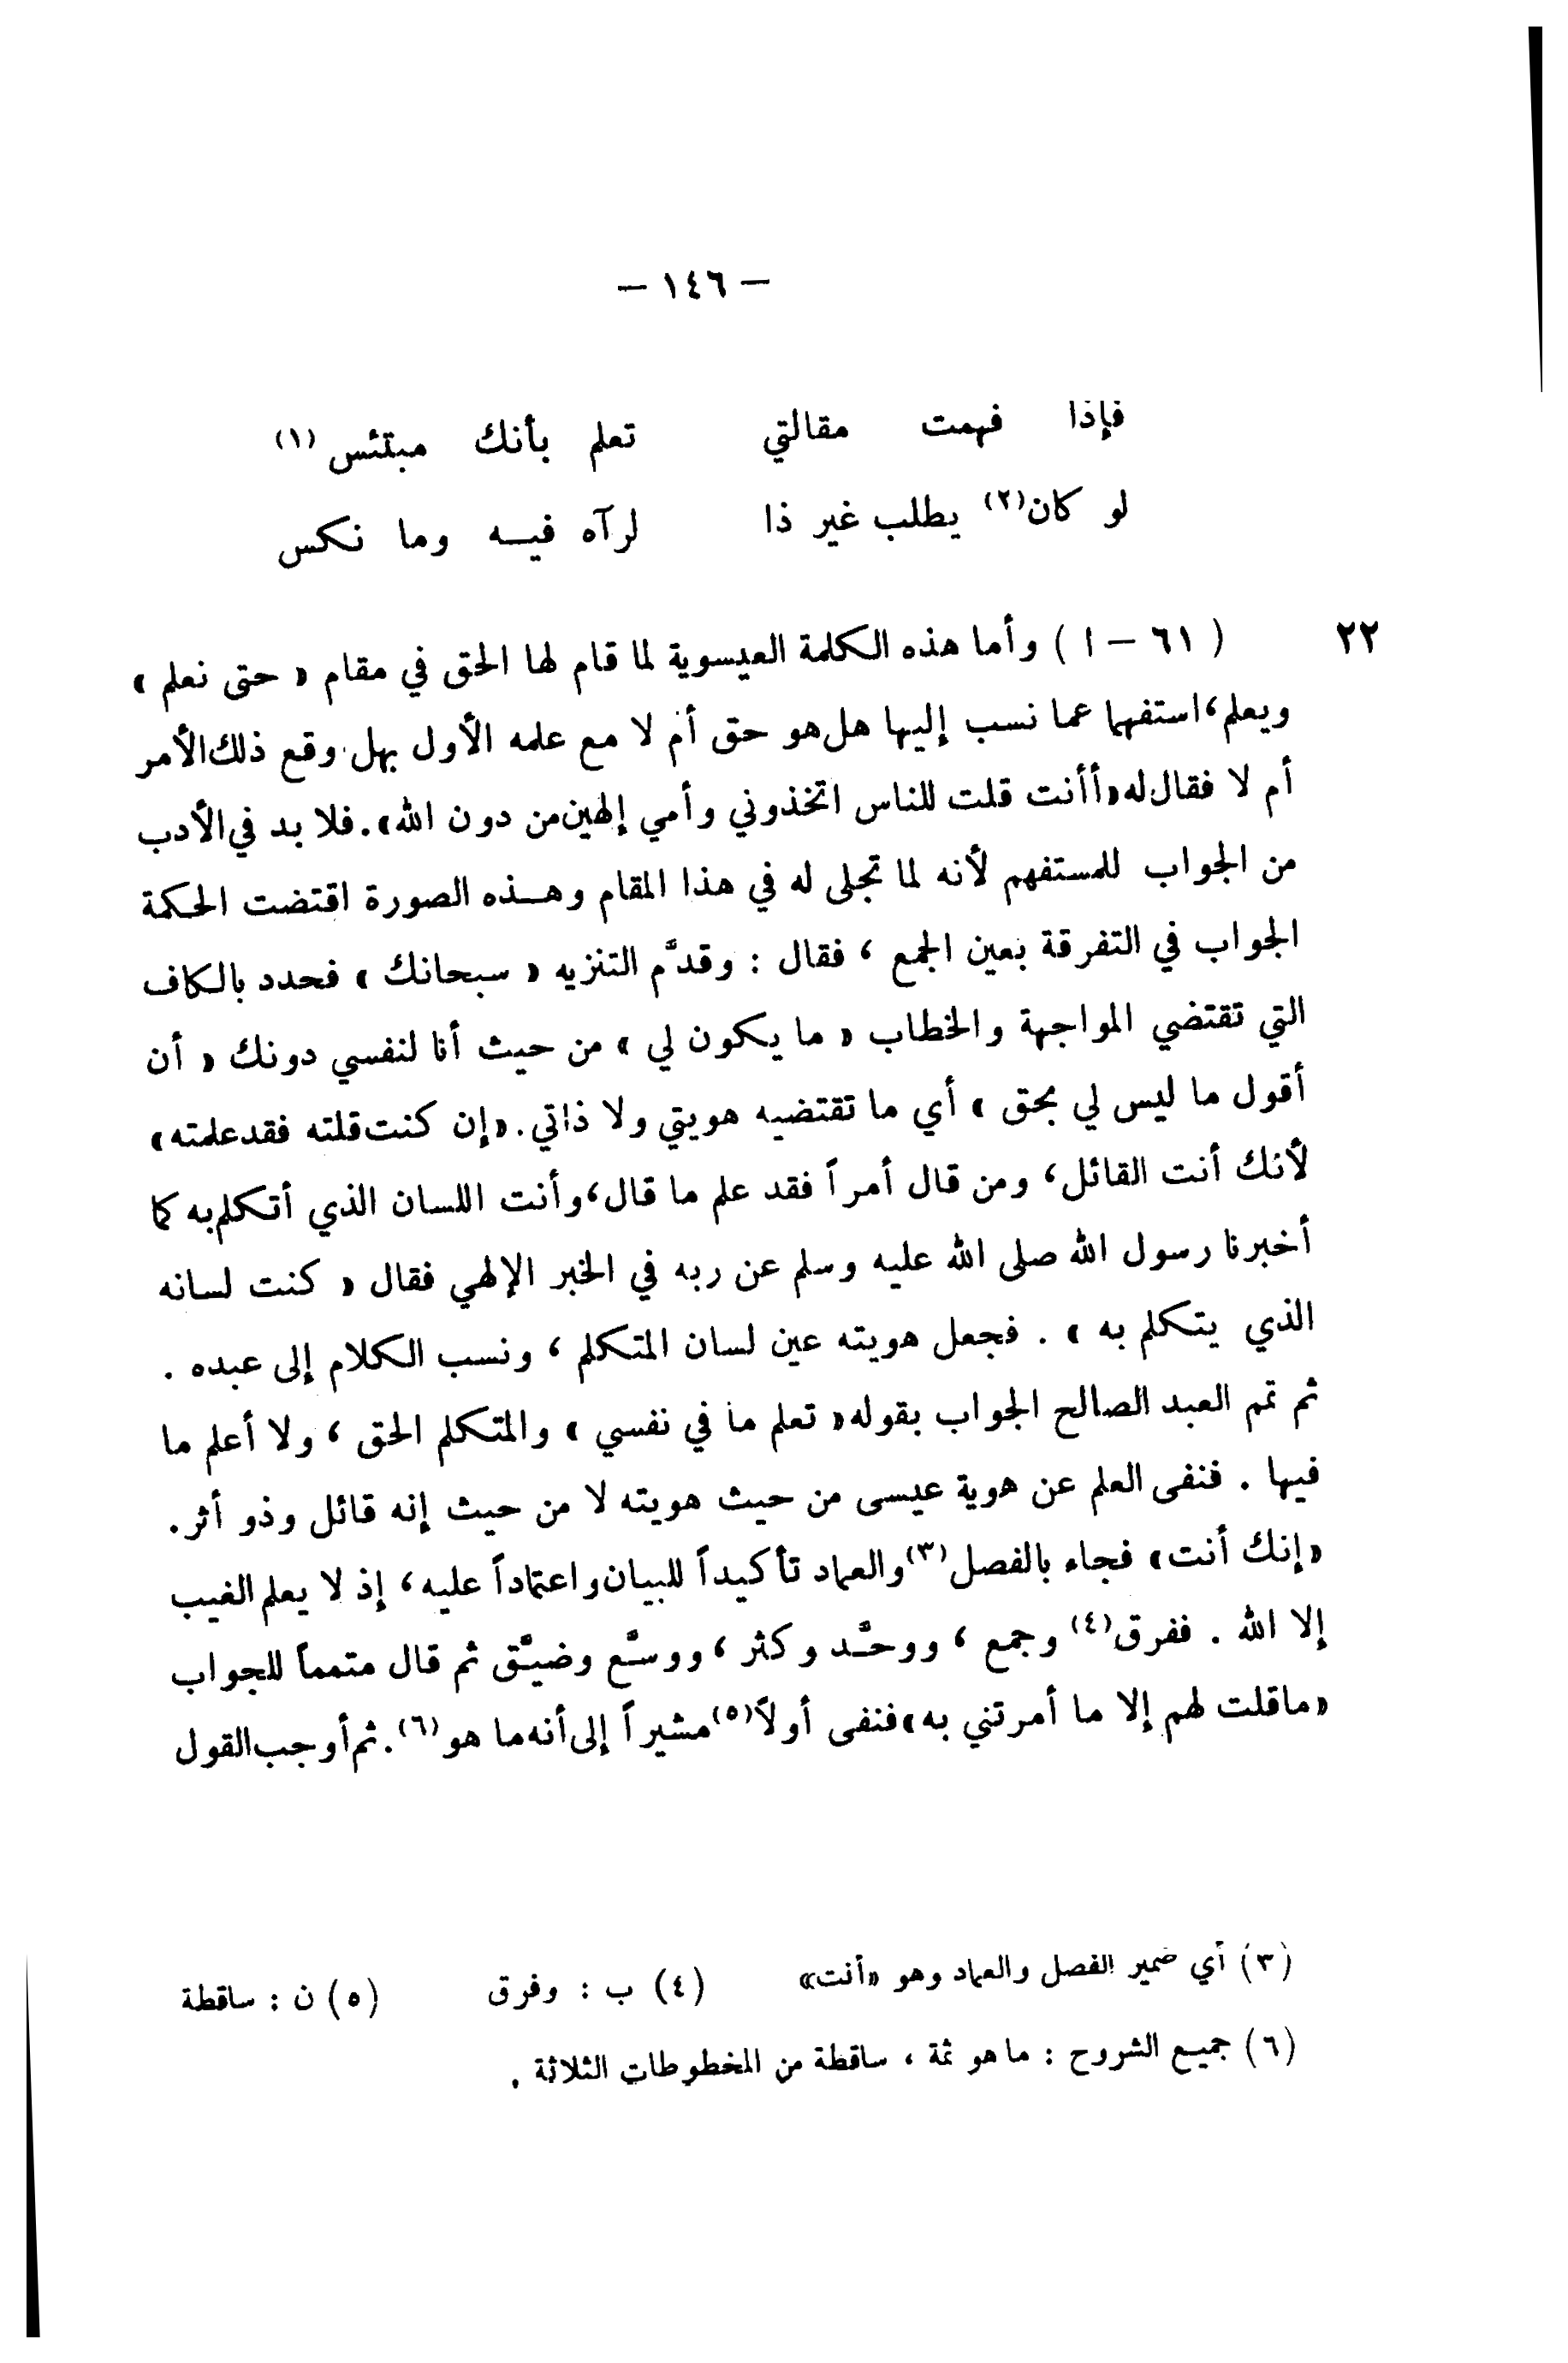 — ١٤٦ —
فإذا فهمت مقالتي تعلم بأنك مبتئس (١)
لو كان(٢) يطلب غير ذا لرآه فيـــه وما نكس
٢٢ ( ٦١ – ا ) وأما هذه الكلمة العيسوية لما قام لها الحق في مقام « حتى نعلم »
ويعلم، استفهما عما نسب إليها هل هو حق أم لا مع علمه الأول بهل وقع ذلك الأمر
أم لا فقال له «أأنت قلت للناس اتخذوني وأمي إلهين من دون الله». فلا بد في الأدب
من الجواب للمستفهم لأنه لما تجلى له في هذا المقام وهـــذه الصورة اقتضت الحكمة
الجواب في التفرقة بعين الجمع ، فقال : وقدَّم التنزيه « سبحانك » فحدد بالكاف
التي تقتضي المواجهة والخطاب « ما يكون لي » من حيث أنا لنفسي دونك « أن
أقول ما ليس لي بحق » أي ما تقتضيه هويتي ولا ذاتي. «إن كنت قلته فقد علمته»
لأنك أنت القائل، ومن قال أمراً فقد علم ما قال، وأنت اللسان الذي أتكلم به كما
أخبرنا رسول الله صلى الله عليه وسلم عن ربه في الخبر الإلهي فقال « كنت لسانه
الذي يتكلم به » . فجعل هويته عين لسان المتكلم ، ونسب الكلام إلى عبده .
ثم تمم العبد الصالح الجواب بقوله « تعلم ما في نفسي » والمتكلم الحق ، ولا أعلم ما
فيها . فنفى العلم عن هوية عيسى من حيث هويته لا من حيث إنه قائل وذو أثر.
«إنك أنت» فجاء بالفصل(٣) والعماد تأكيداً للبيان واعتماداً عليه، إذ لا يعلم الغيب
إلا الله . ففرق(٤) وجمع ، ووحَّـد وكثر ، ووسَّع وضيَّـق ثم قال متمماً للجواب
«ما قلت لهم إلا ما أمرتني به» فنفى أولاً(٥) مشيراً إلى أنه ما هو(٦). ثم أوجب القول
(٣) أي ضمير الفصل والعماد وهو «أنت» (٤) ب : وفرق (٥) ن : ساقطة
(٦) جميع الشروح : ما هو ثمة ، ساقطة من المخطوطات الثلاثة .